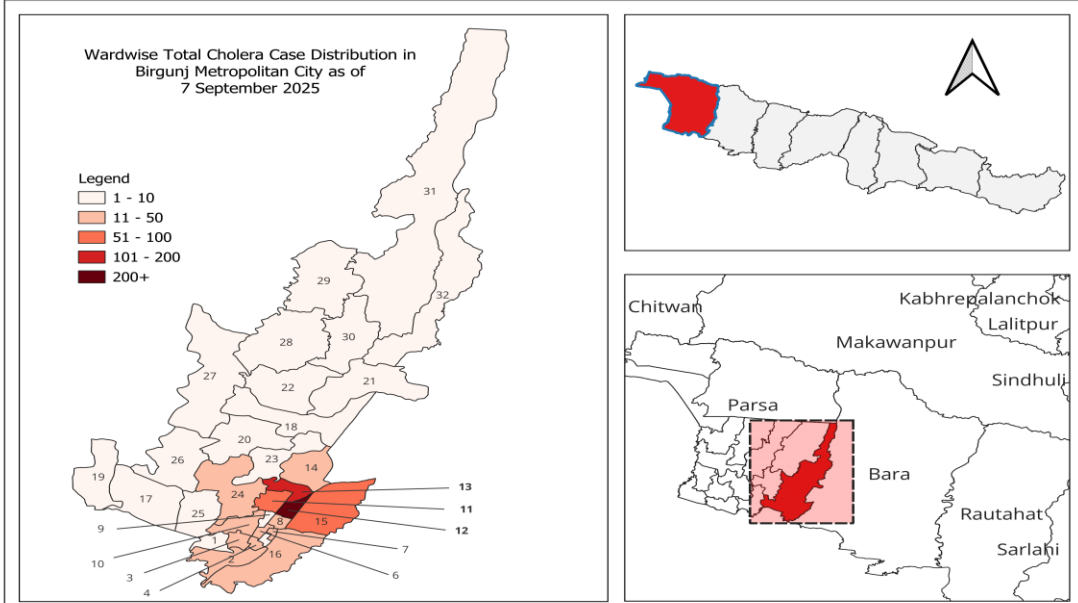 Wardwise Total Cholera Case Distribution in
Birgunj Metropolitan City as of
7 September 2025
Legend
1 - 10
11 - 50
51 - 100
101 - 200
200+
31
29
32
30
28
27
21
22
18
20
26
23
14
19
17
24
13
25
11
15
9
8
12
1
7
10
2
16
3
6
4
Chitwan
Kabhrepalanchok
Lalitpur
Makawanpur
Sindhuli
Parsa
Bara
Rautahat
Sarlahi